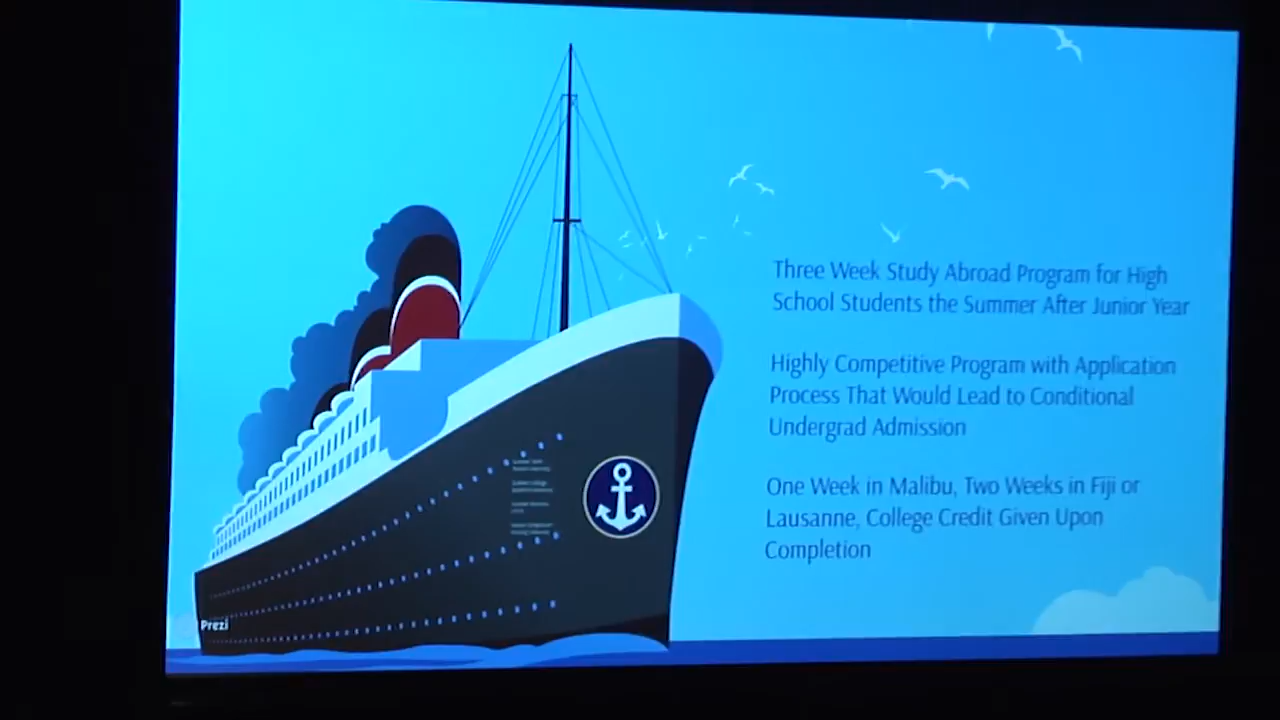 Three Week Study Abroad Program for High
School Students the Summer After Junior Year
Highly Competitive Program with Application
Process That Would Lead to Conditional
Undergrad Admission
One Week in Malibu, Two Weeks in Fiji or
Lausanne, College Credit Given Upon
Completion
Prezi